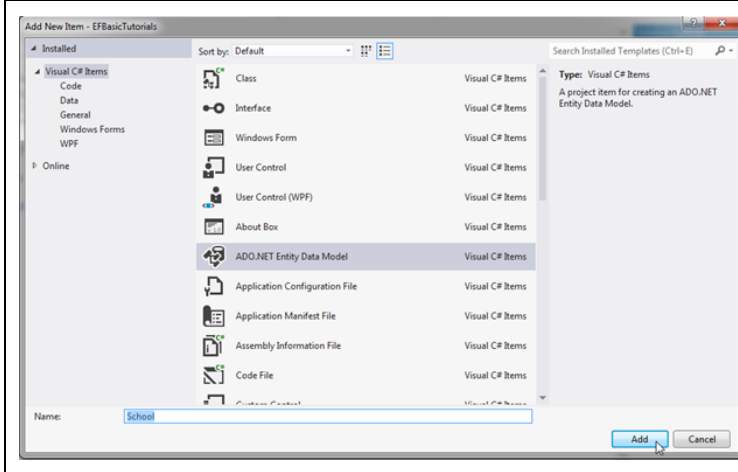 Add New Item - EFBasicTutorials
Installed
Sort by: Default
Search Installed Templates (Ctrl+E)
Visual C# Items
Code
Data
General
Windows Forms
WPF
Online
Class Visual C# Items
Interface Visual C# Items
Windows Form Visual C# Items
User Control Visual C# Items
User Control (WPF) Visual C# Items
About Box Visual C# Items
ADO.NET Entity Data Model Visual C# Items
Application Configuration File Visual C# Items
Application Manifest File Visual C# Items
Assembly Information File Visual C# Items
Code File Visual C# Items
Custom Control Visual C# Items
Type: Visual C# Items
A project item for creating an ADO.NET
Entity Data Model.
Name: School
Add Cancel